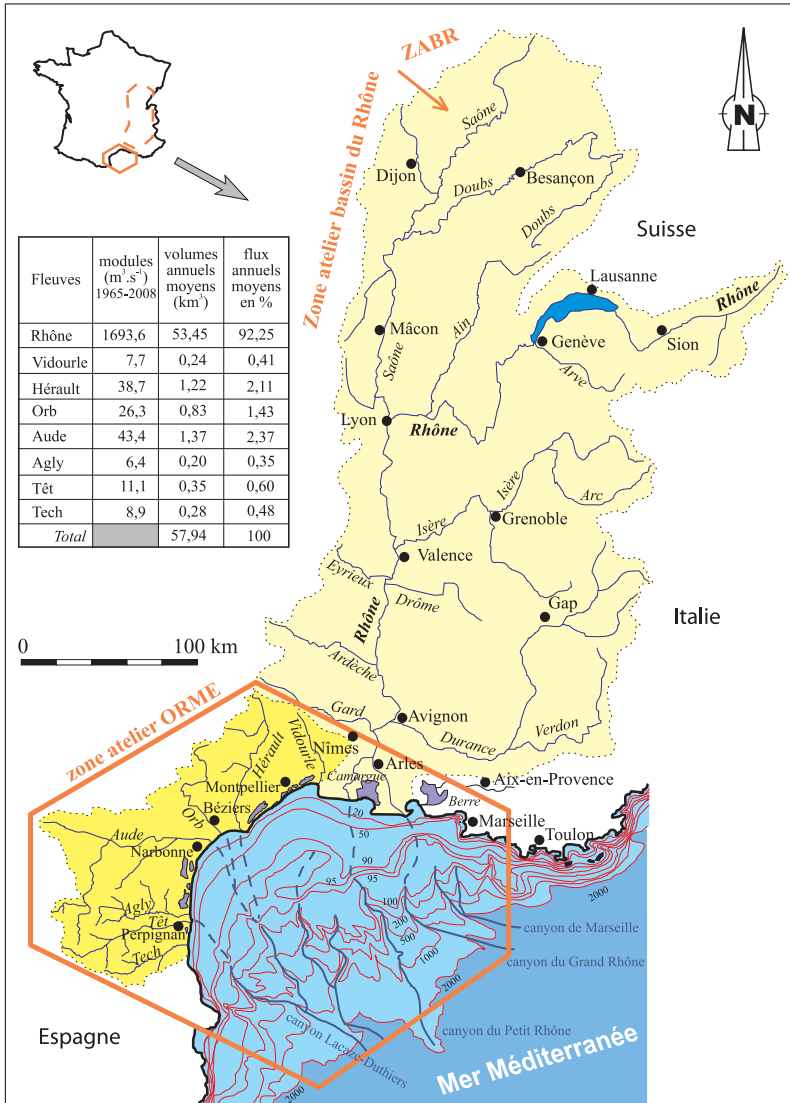 ZABR
Zone atelier bassin du Rhône
N
Saône
Dijon
Doubs
Besançon
Doubs
Suisse
Fleuves modules (m³.s⁻¹) 1965-2008 volumes annuels moyens (km³) flux annuels moyens en %
Rhône 1693,6 53,45 92,25
Vidourle 7,7 0,24 0,41
Hérault 38,7 1,22 2,11
Orb 26,3 0,83 1,43
Aude 43,4 1,37 2,37
Agly 6,4 0,20 0,35
Têt 11,1 0,35 0,60
Tech 8,9 0,28 0,48
Total 57,94 100
Lausanne
Rhône
Mâcon
Ain
Saône
Genève
Sion
Arve
Lyon
Rhône
Isère
Arc
Isère
Grenoble
Valence
Eyrieux
Drôme
Rhône
Gap
Italie
0 100 km
Ardèche
zone atelier ORME
Gard
Avignon
Durance
Verdon
Vidourle
Nîmes
Hérault
Arles
Camargue
Aix-en-Provence
Montpellier
Berre
Béziers
Orb
20
Marseille
Toulon
Aude
50
Narbonne
90
95
95
2000
100
Agly
200
Têt
500
Perpignan
canyon de Marseille
Tech
1000
canyon du Grand Rhône
2000
Espagne
canyon Lacaze-Duthiers
canyon du Petit Rhône
Mer Méditerranée
2000